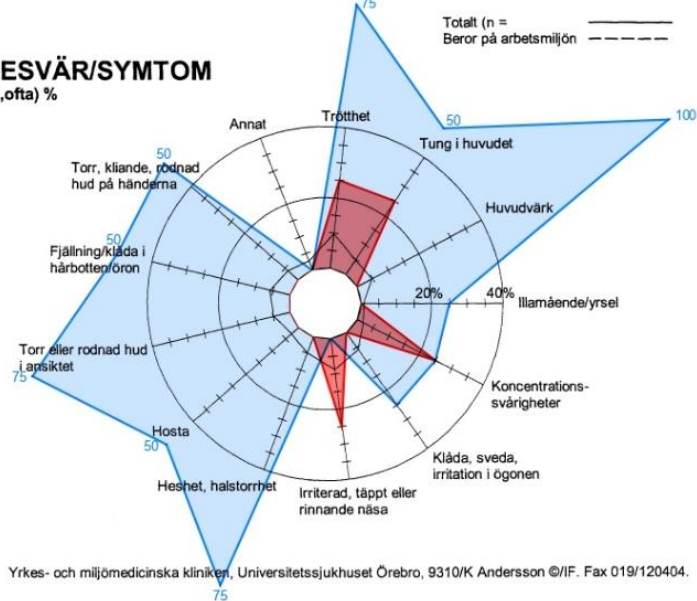 75
Totalt (n =
Beror på arbetsmiljön
ESVÄR/SYMTOM
,ofta) %
Annat
Trötthet
50
100
Tung i huvudet
50
Torr, kliande, rodnad
hud på händerna
Huvudvärk
50
Fjällning/klåda i
hårbotten/öron
20%
40%
Illamående/yrsel
Torr eller rodnad hud
i ansiktet
75
Koncentrations-
svårigheter
Hosta
50
Klåda, sveda,
irritation i ögonen
Heshet, halstorrhet
Irriterad, täppt eller
rinnande näsa
Yrkes- och miljömedicinska kliniken, Universitetssjukhuset Örebro, 9310/K Andersson ©/IF. Fax 019/120404.
75